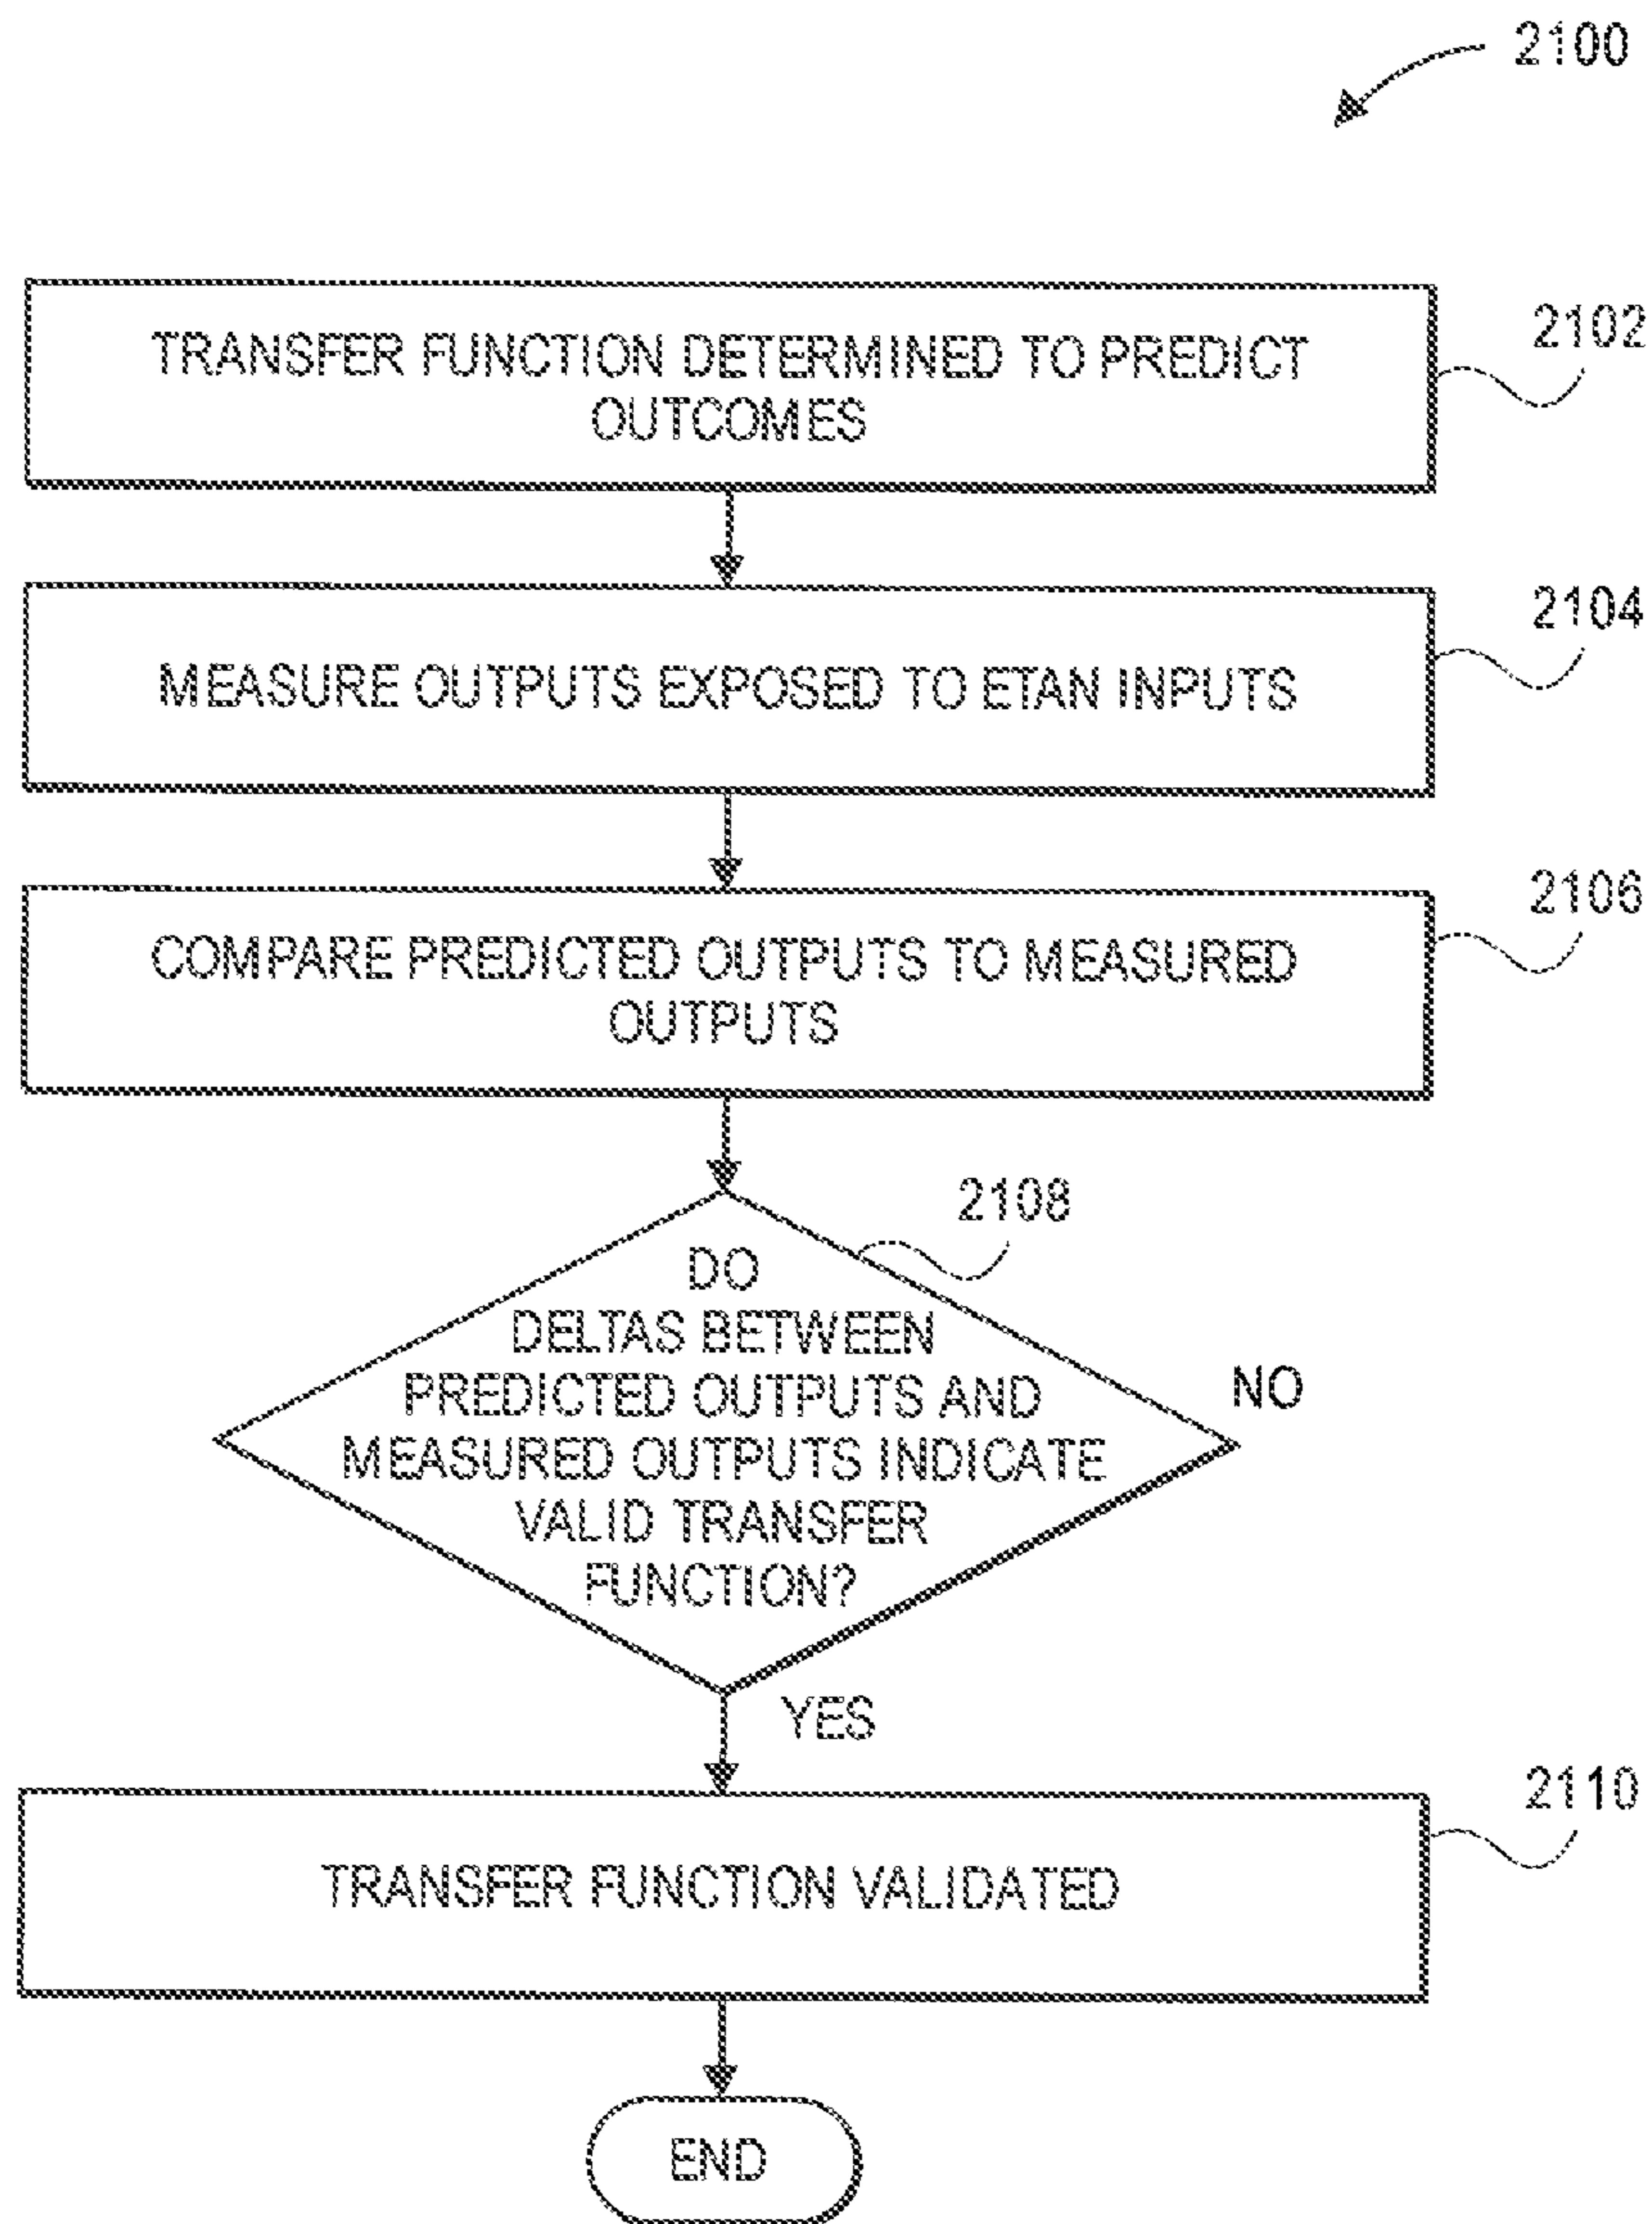 2100
TRANSFER FUNCTION DETERMINED TO PREDICT
OUTCOMES
2102
MEASURE OUTPUTS EXPOSED TO ETAN INPUTS
2104
COMPARE PREDICTED OUTPUTS TO MEASURED
OUTPUTS
2106
2108
DO
DELTAS BETWEEN
PREDICTED OUTPUTS AND
MEASURED OUTPUTS INDICATE
VALID TRANSFER
FUNCTION?
NO
YES
TRANSFER FUNCTION VALIDATED
2110
END